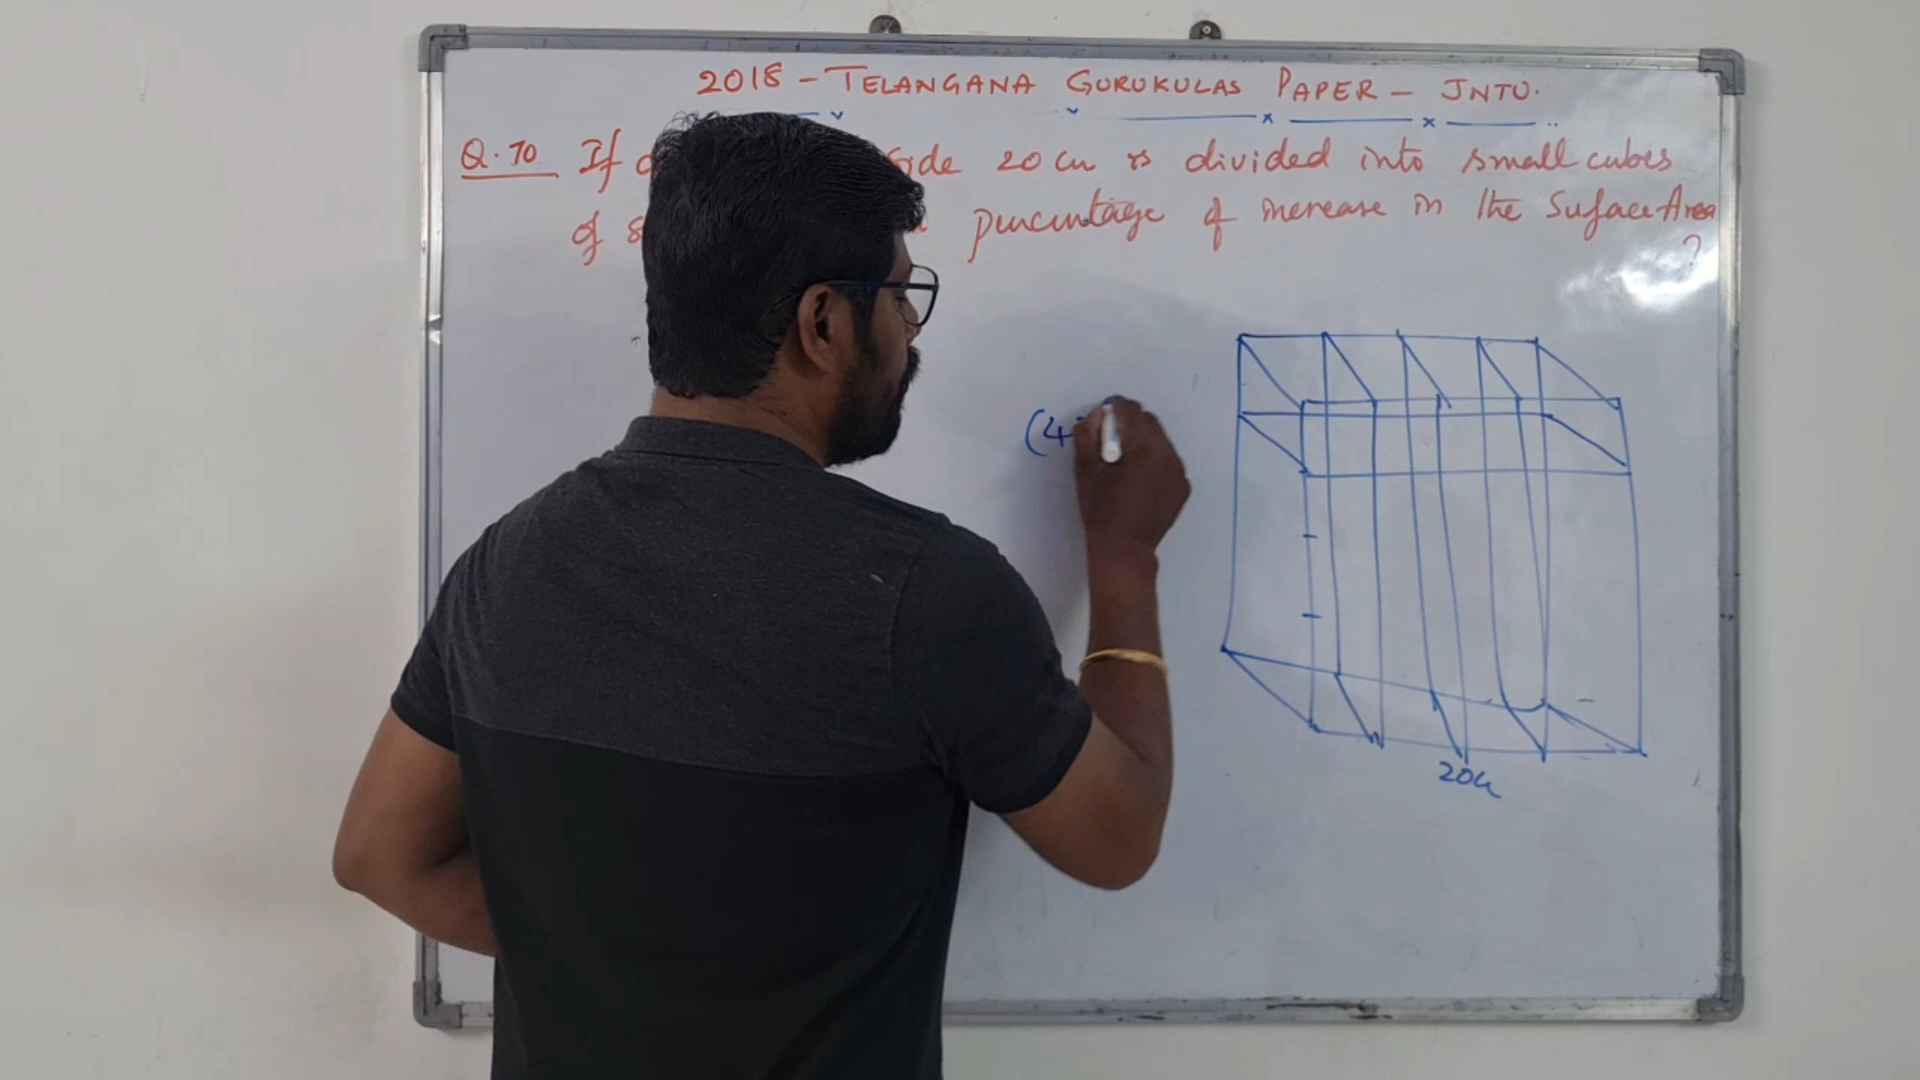 2018 - TELANGANA GURUKULAS PAPER - JNTU.
Q.70 If 20 cm is divided into small cubes
of percentage of increase in the Suface Area
?
(4
20cm